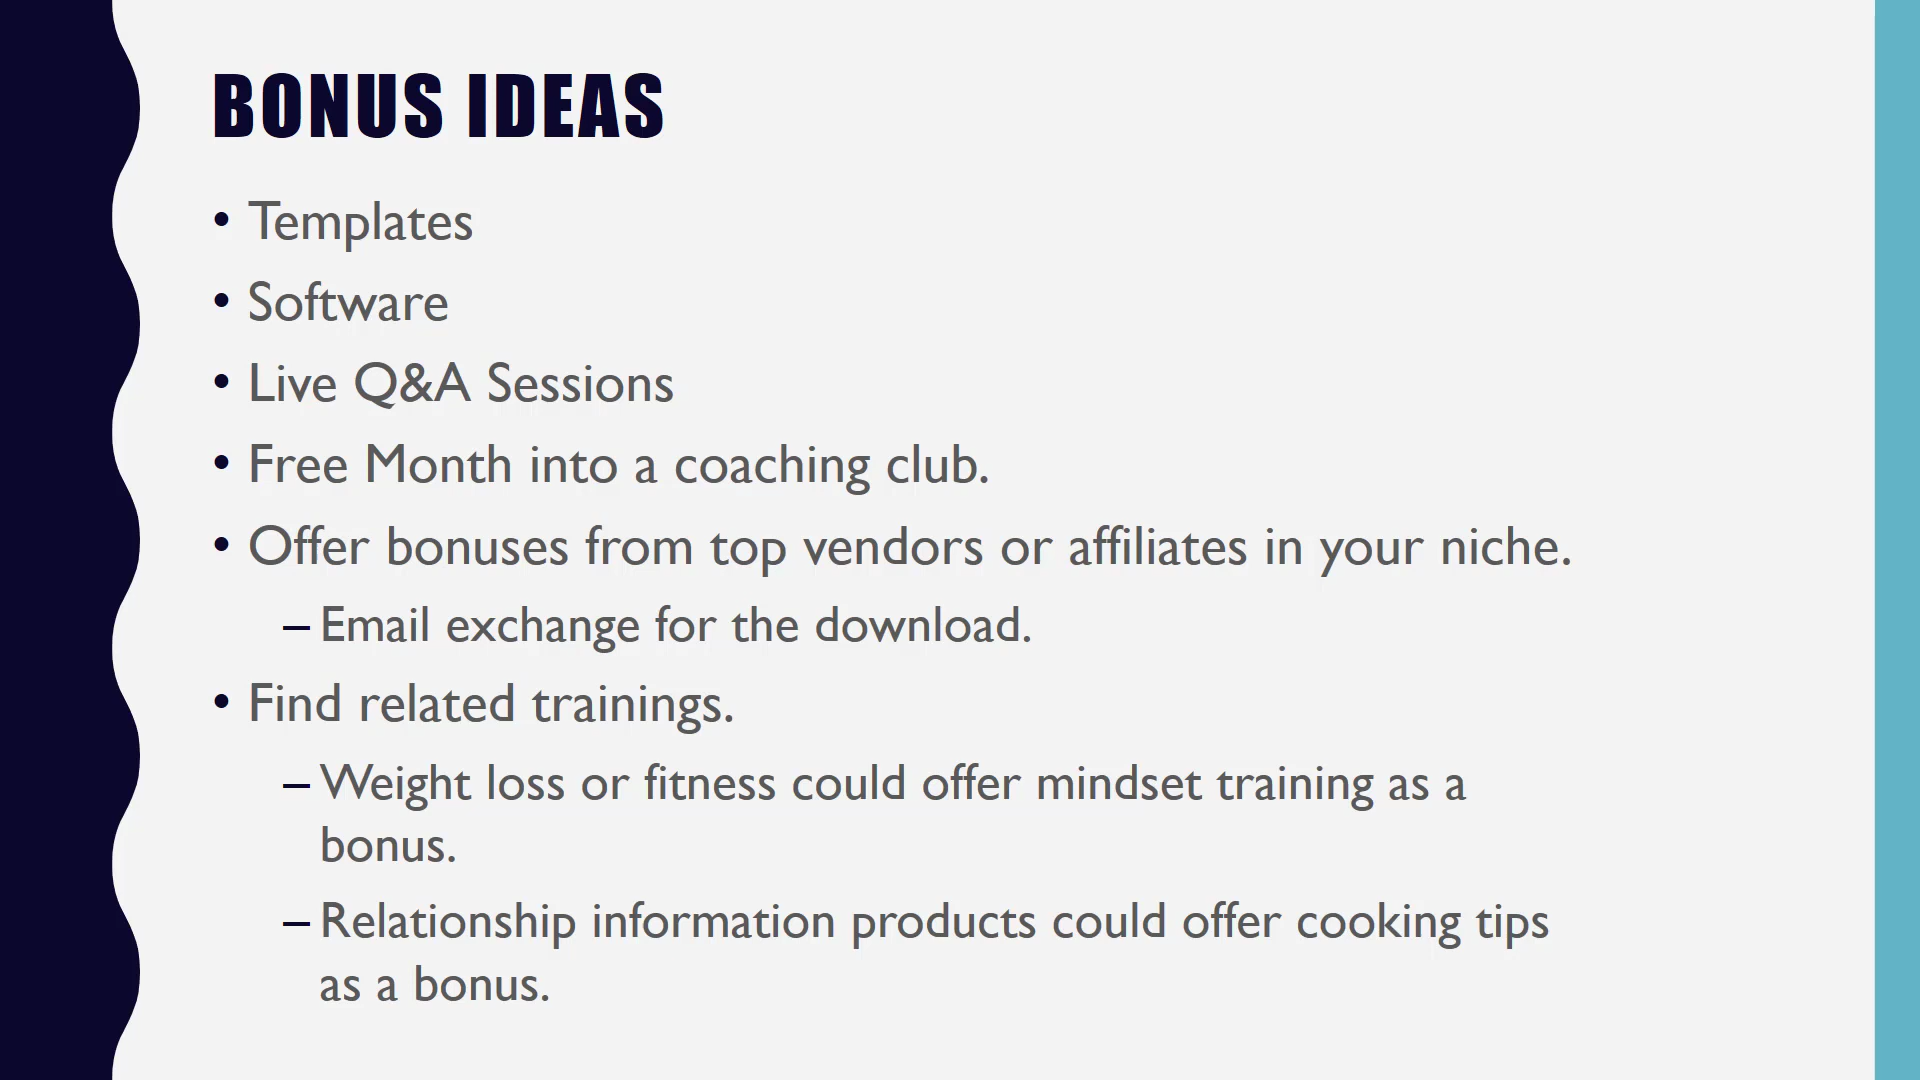 BONUS IDEAS
• Templates
• Software
• Live Q&A Sessions
• Free Month into a coaching club.
• Offer bonuses from top vendors or affiliates in your niche.
– Email exchange for the download.
• Find related trainings.
– Weight loss or fitness could offer mindset training as a
bonus.
– Relationship information products could offer cooking tips
as a bonus.